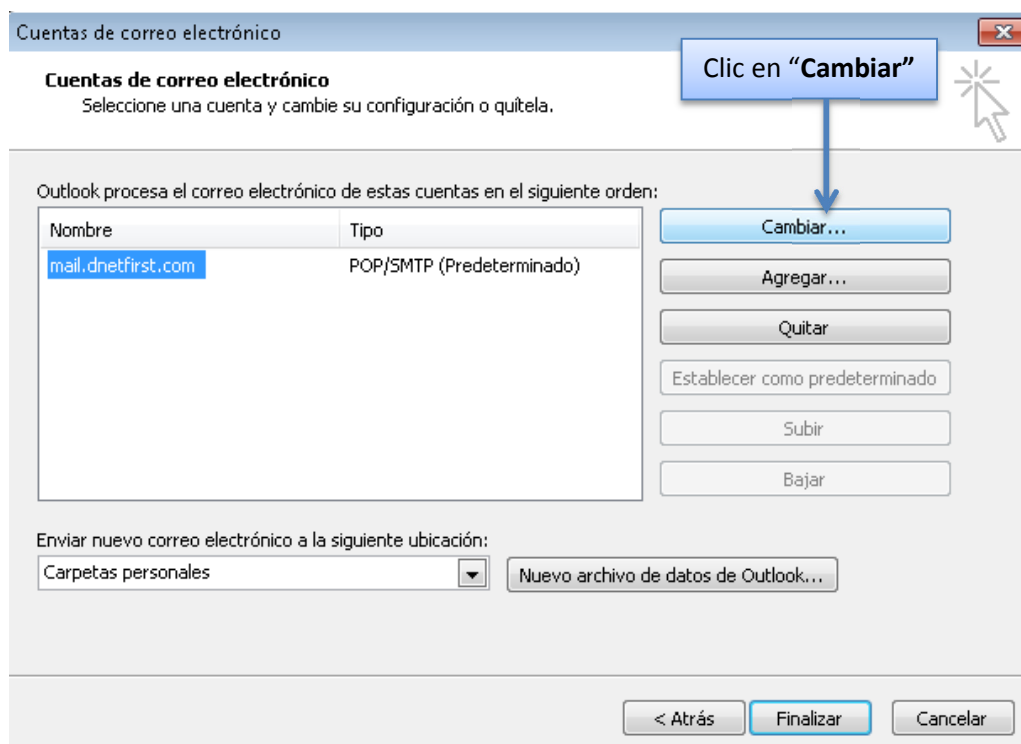 Cuentas de correo electrónico
Clic en “Cambiar”
Cuentas de correo electrónico
Seleccione una cuenta y cambie su configuración o quítela.
Outlook procesa el correo electrónico de estas cuentas en el siguiente orden:
Nombre Tipo
mail.dnetfirst.com POP/SMTP (Predeterminado)
Cambiar...
Agregar...
Quitar
Establecer como predeterminado
Subir
Bajar
Enviar nuevo correo electrónico a la siguiente ubicación:
Carpetas personales
Nuevo archivo de datos de Outlook...
< Atrás Finalizar Cancelar